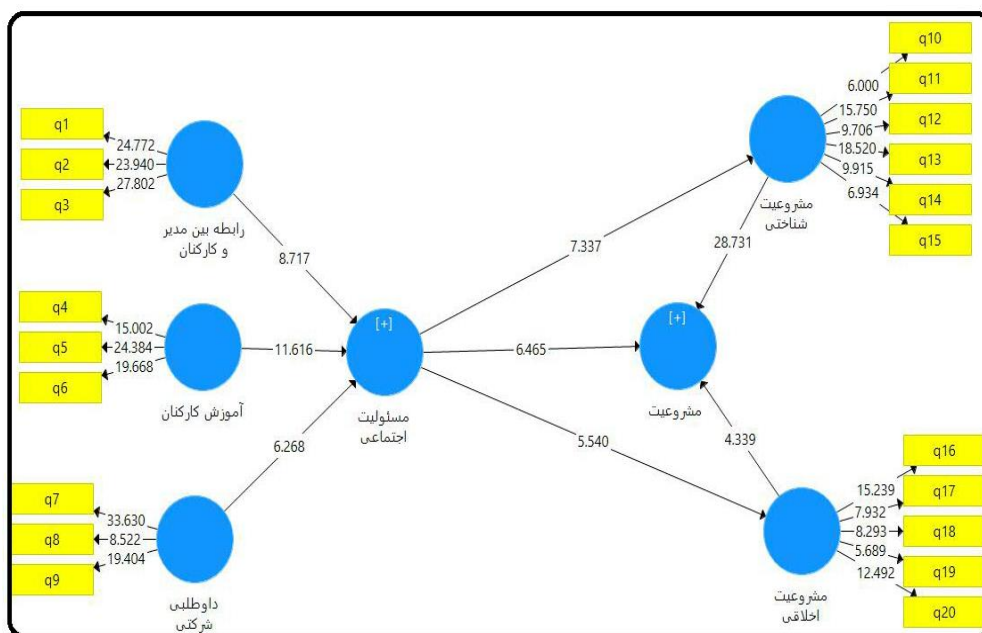 q1
24.772
q2
23.940
q3
27.802
رابطه بین مدیر
و کارکنان
8.717
q4
15.002
q5
24.384
q6
19.668
آموزش کارکنان
11.616
q7
33.630
q8
8.522
q9
19.404
داوطلبی
شرکتی
6.268
[+]
مسئولیت
اجتماعی
7.337
6.465
5.540
q10
6.000
q11
15.750
q12
9.706
q13
18.520
q14
9.915
q15
6.934
مشروعیت
شناختی
28.731
[+]
مشروعیت
4.339
q16
15.239
q17
7.932
q18
8.293
q19
5.689
q20
12.492
مشروعیت
اخلاقی